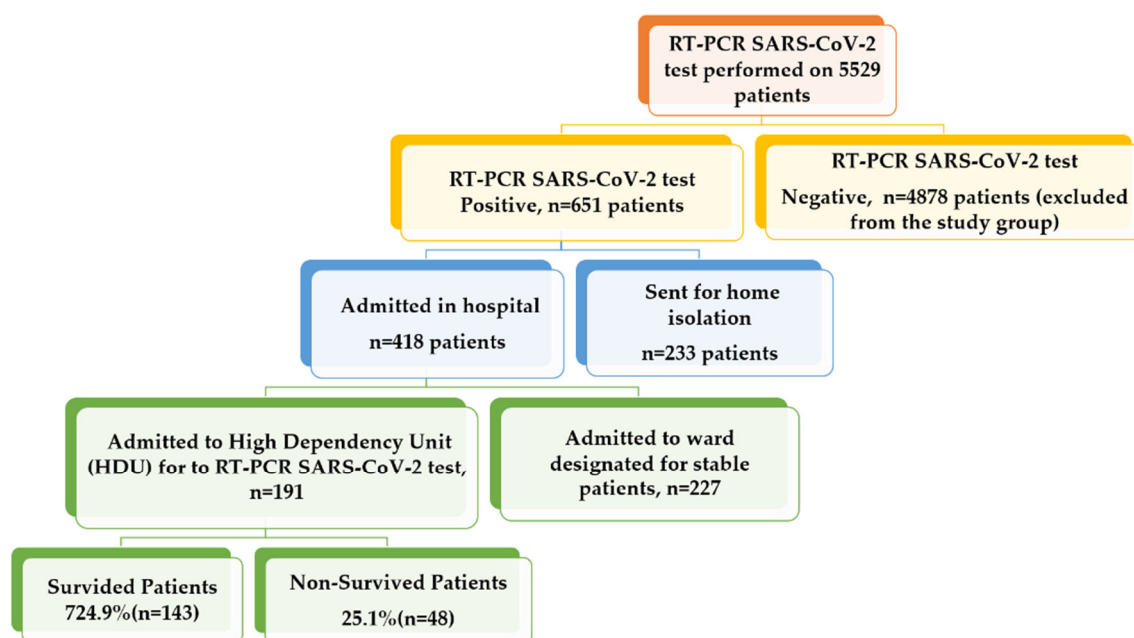 RT-PCR SARS-CoV-2
test performed on 5529
patients
RT-PCR SARS-CoV-2 test
Positive, n=651 patients
RT-PCR SARS-CoV-2 test
Negative, n=4878 patients (excluded
from the study group)
Admitted in hospital
n=418 patients
Sent for home
isolation
n=233 patients
Admitted to High Dependency Unit
(HDU) for to RT-PCR SARS-CoV-2 test,
n=191
Admitted to ward
designated for stable
patients, n=227
Survided Patients
724.9%(n=143)
Non-Survived Patients
25.1%(n=48)